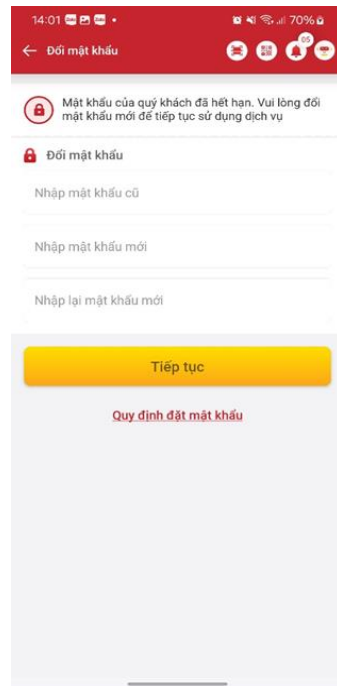 14:01
70%
Đổi mật khẩu
05
Mật khẩu của quý khách đã hết hạn. Vui lòng đổi
mật khẩu mới để tiếp tục sử dụng dịch vụ
Đổi mật khẩu
Nhập mật khẩu cũ
Nhập mật khẩu mới
Nhập lại mật khẩu mới
Tiếp tục
Quy định đặt mật khẩu